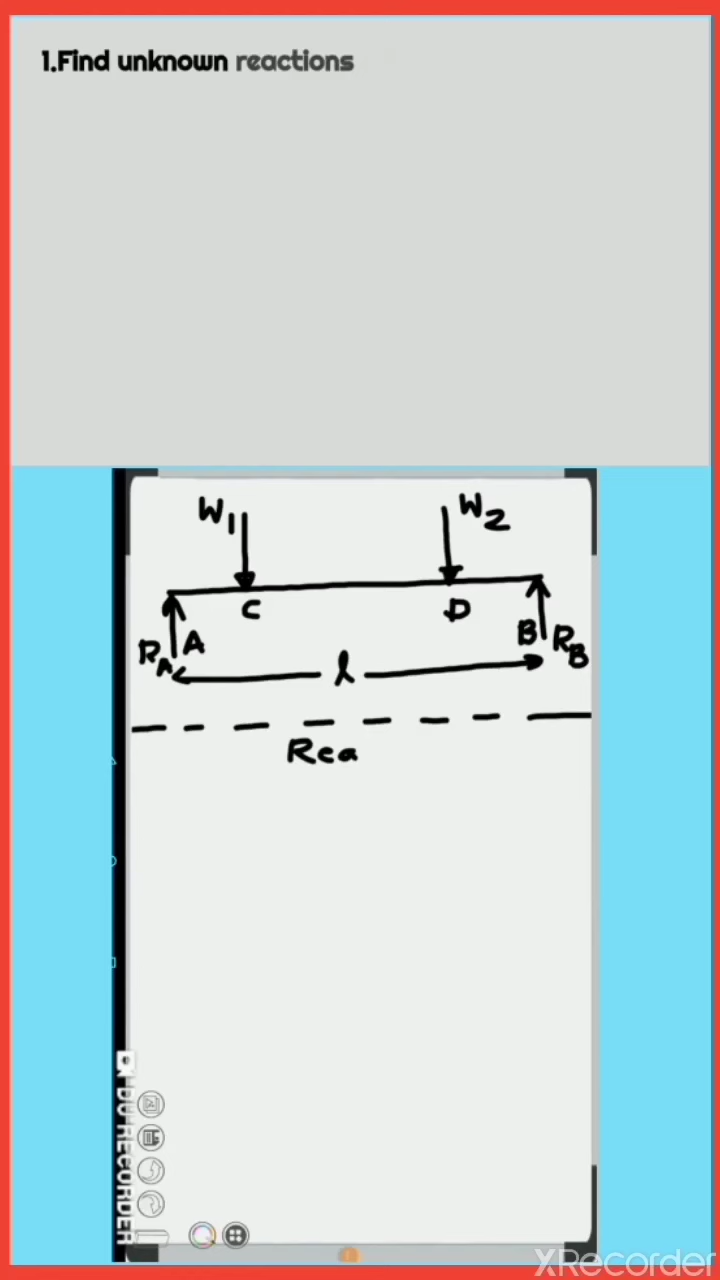 1.Find unknown reactions
W1 W2
C D
RA A B RB
l
Rea
DU RECORDER
XRecorder